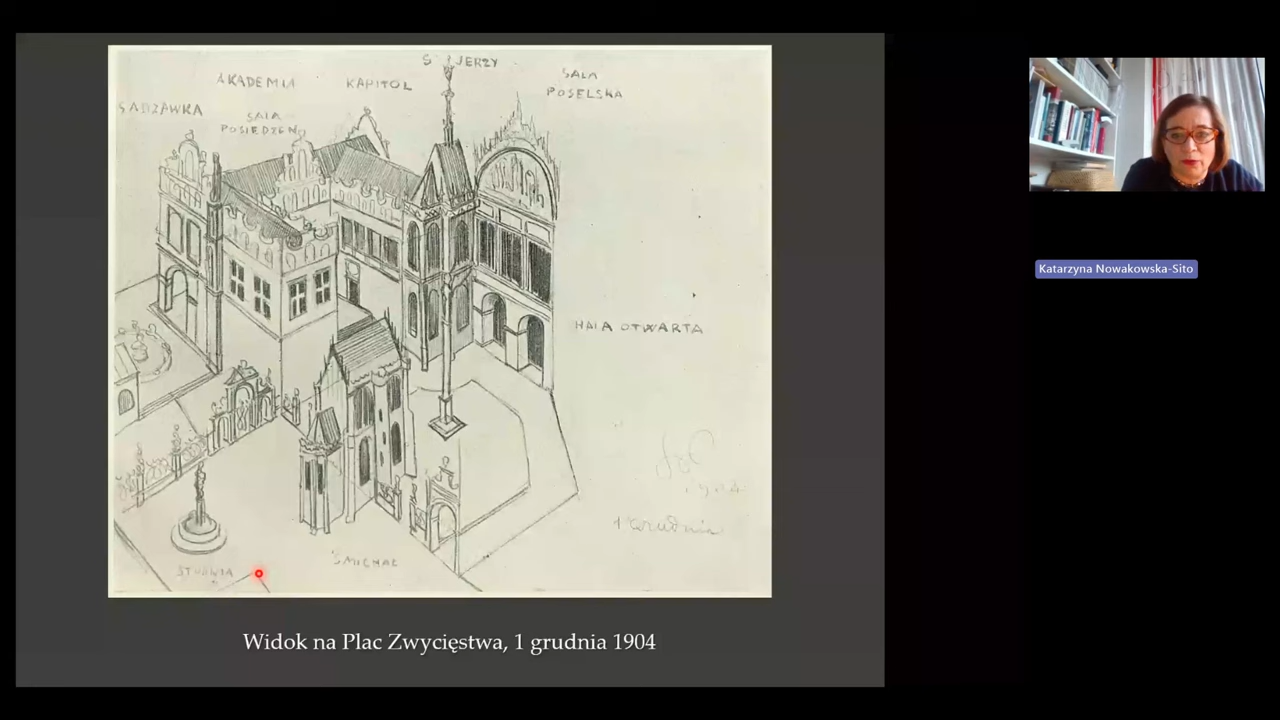 S JERZY
AKADEMIA
KAPITOL
SALA
POSELSKA
SADZAWKA
SALA
POSIEDZEŃ
HALA OTWARTA
1904
1 Grudnia
STUDNIA
Ś MICHAŁ
Widok na Plac Zwycięstwa, 1 grudnia 1904
Katarzyna Nowakowska-Sito